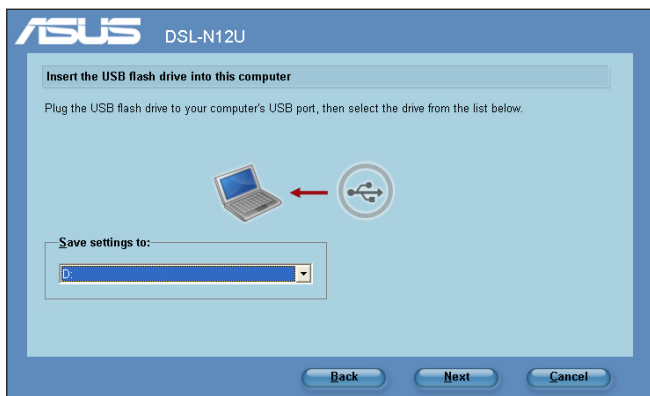 ASUS DSL-N12U
Insert the USB flash drive into this computer
Plug the USB flash drive to your computer's USB port, then select the drive from the list below.
Save settings to:
D:
Back Next Cancel